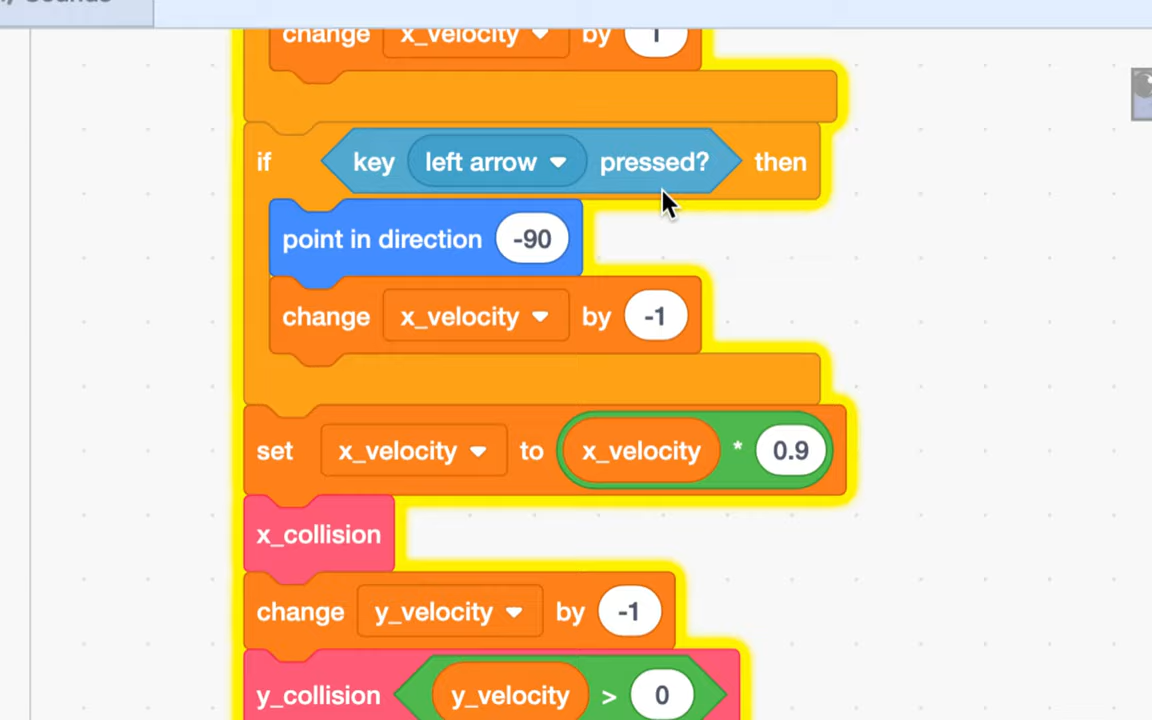 Sounds
change x_velocity by 1
if key left arrow pressed? then
point in direction -90
change x_velocity by -1
set x_velocity to x_velocity * 0.9
x_collision
change y_velocity by -1
y_collision y_velocity > 0